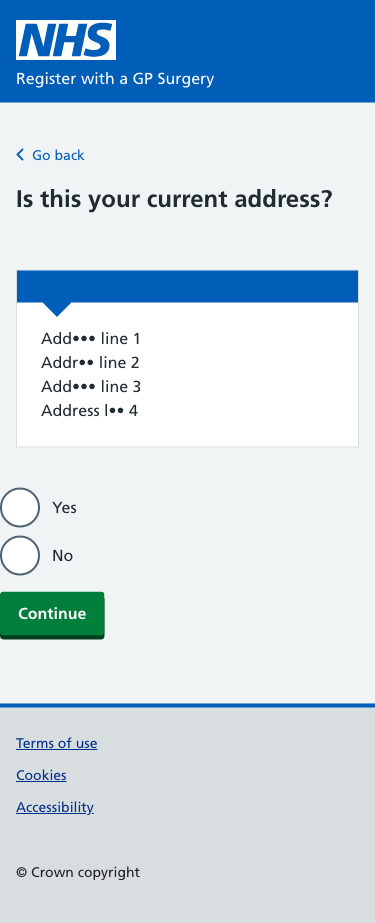 NHS
Register with a GP Surgery
Go back
Is this your current address?
Add••• line 1
Addr•• line 2
Add••• line 3
Address l•• 4
Yes
No
Continue
Terms of use
Cookies
Accessibility
© Crown copyright